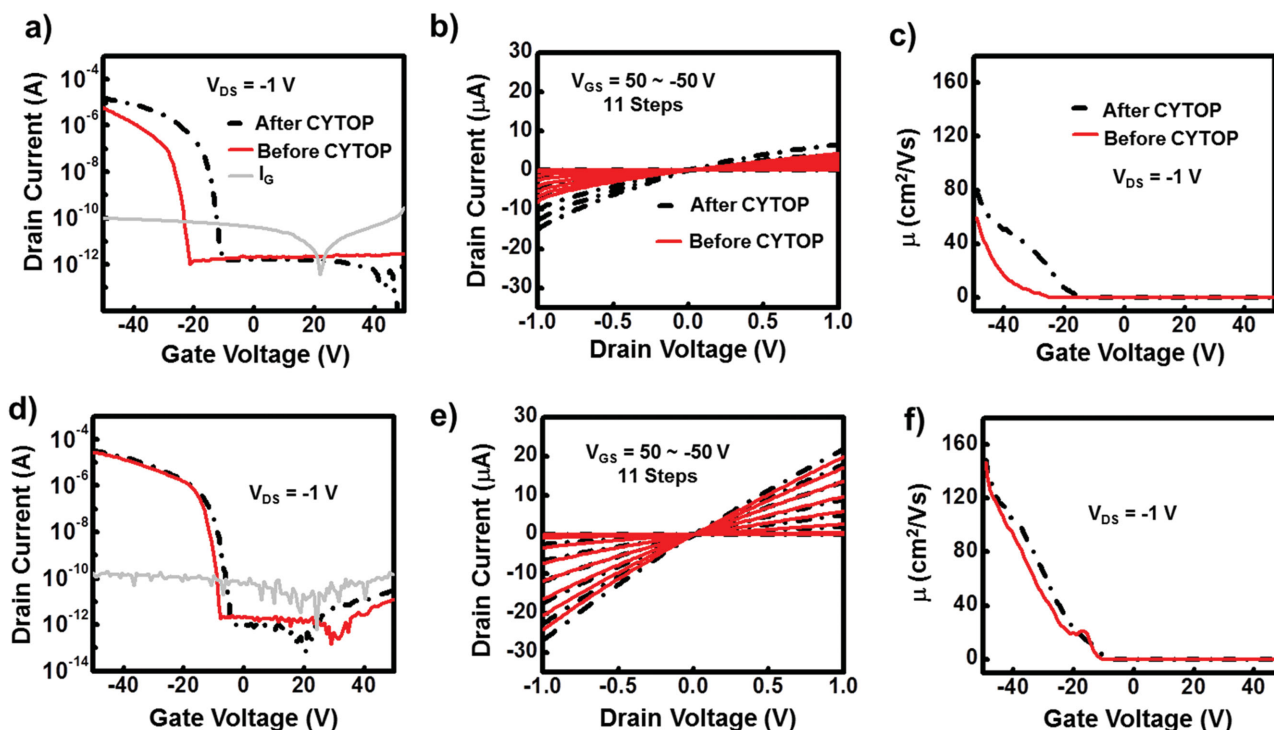 a)
Drain Current (A)
10^-4
10^-6
10^-8
10^-10
10^-12
V_DS = -1 V
After CYTOP
Before CYTOP
I_G
-40 -20 0 20 40
Gate Voltage (V)
b)
Drain Current (µA)
30
20
10
0
-10
-20
-30
V_GS = 50 ~ -50 V
11 Steps
After CYTOP
Before CYTOP
-1.0 -0.5 0.0 0.5 1.0
Drain Voltage (V)
c)
µ (cm²/Vs)
160
120
80
40
0
After CYTOP
Before CYTOP
V_DS = -1 V
-40 -20 0 20 40
Gate Voltage (V)
d)
Drain Current (A)
10^-4
10^-6
10^-8
10^-10
10^-12
10^-14
V_DS = -1 V
-40 -20 0 20 40
Gate Voltage (V)
e)
Drain Current (µA)
30
20
10
0
-10
-20
-30
V_GS = 50 ~ -50 V
11 Steps
-1.0 -0.5 0.0 0.5 1.0
Drain Voltage (V)
f)
µ (cm²/Vs)
160
120
80
40
0
V_DS = -1 V
-40 -20 0 20 40
Gate Voltage (V)